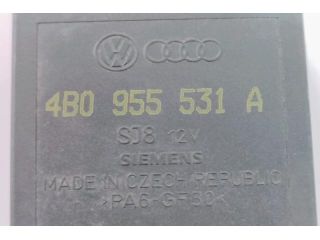 4B0 955 531 A
SJ8 12V
SIEMENS
MADE IN CZECH REPUBLIC
>PA6-GF30<